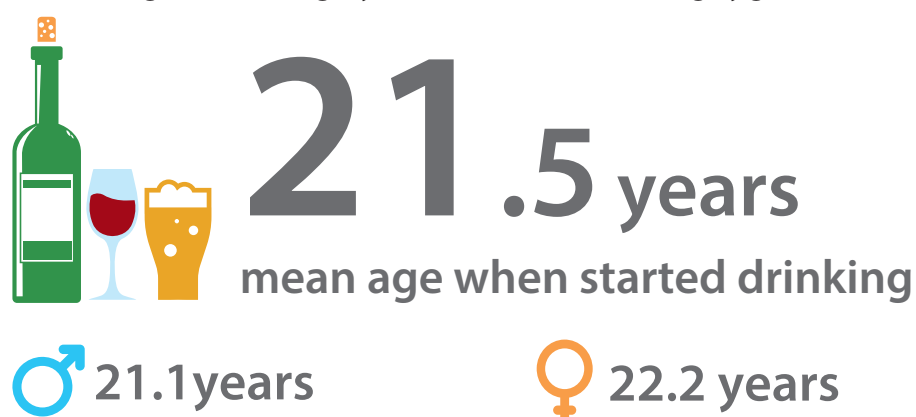 21.5 years
mean age when started drinking
21.1years
22.2 years